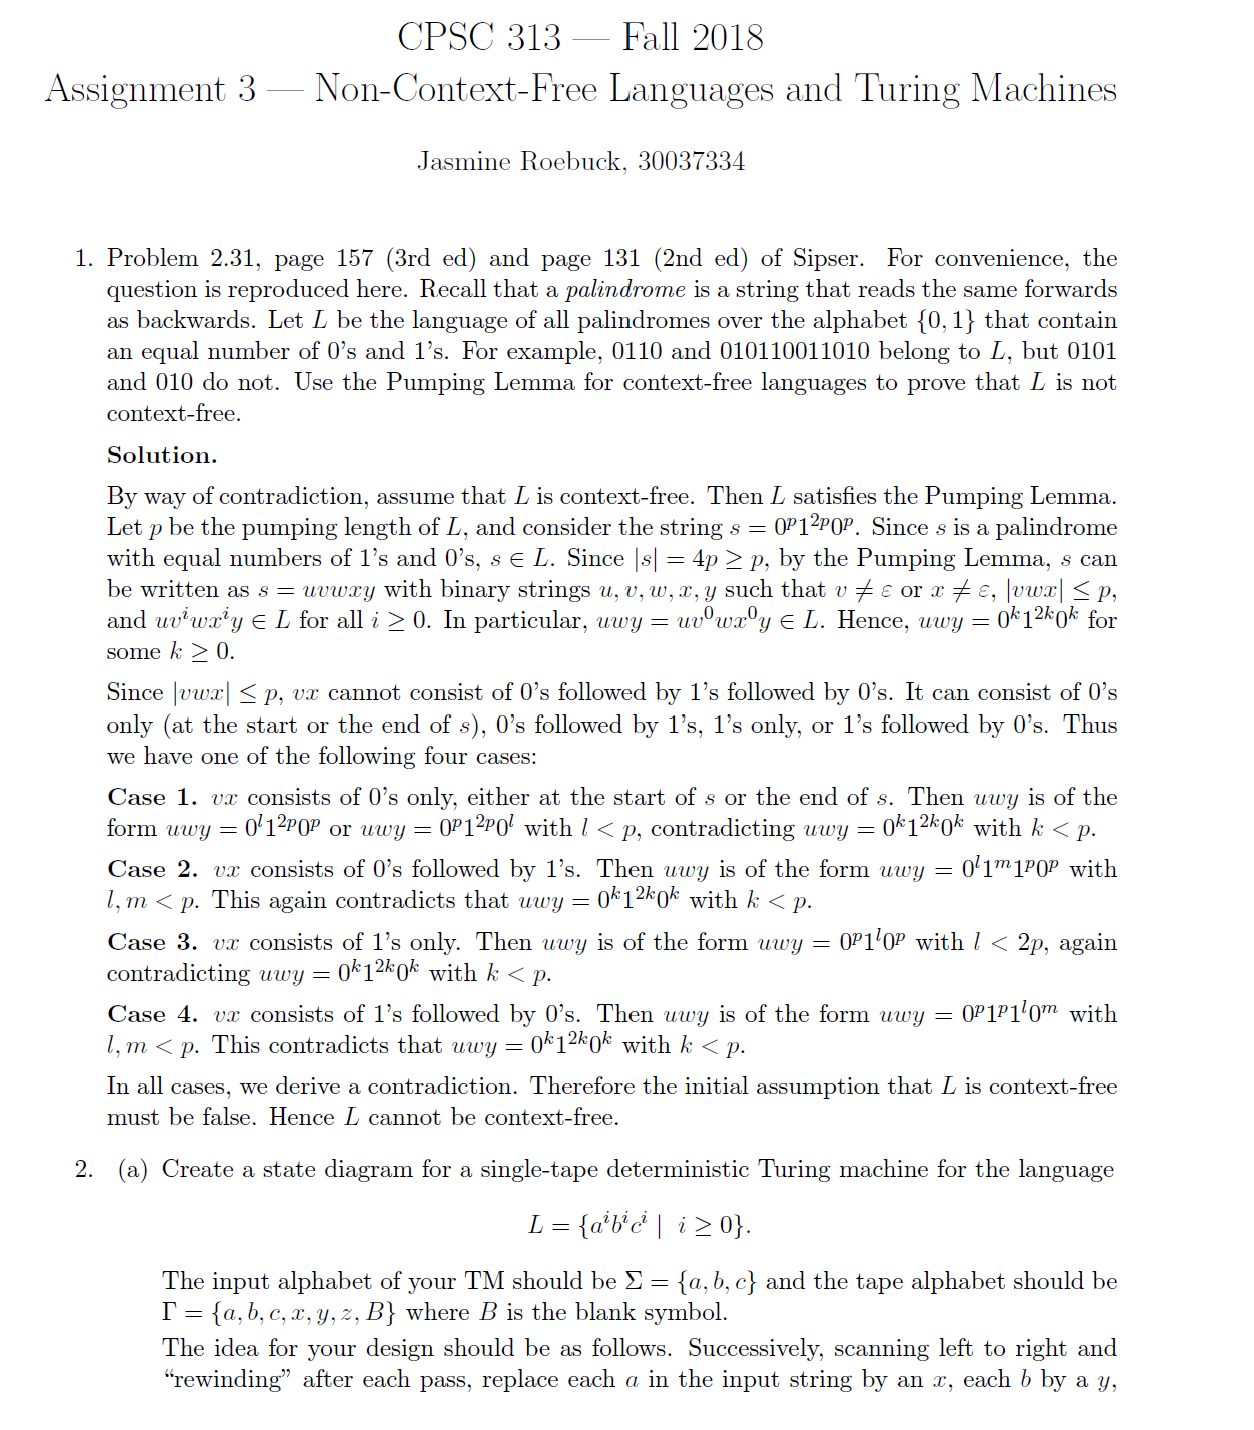 CPSC 313 — Fall 2018
Assignment 3 — Non-Context-Free Languages and Turing Machines
Jasmine Roebuck, 30037334
1. Problem 2.31, page 157 (3rd ed) and page 131 (2nd ed) of Sipser. For convenience, the
question is reproduced here. Recall that a palindrome is a string that reads the same forwards
as backwards. Let L be the language of all palindromes over the alphabet {0, 1} that contain
an equal number of 0's and 1's. For example, 0110 and 010110011010 belong to L, but 0101
and 010 do not. Use the Pumping Lemma for context-free languages to prove that L is not
context-free.
Solution.
By way of contradiction, assume that L is context-free. Then L satisfies the Pumping Lemma.
Let p be the pumping length of L, and consider the string s = 0^p1^{2p}0^p. Since s is a palindrome
with equal numbers of 1's and 0's, s ∈ L. Since |s| = 4p ≥ p, by the Pumping Lemma, s can
be written as s = uvwxy with binary strings u, v, w, x, y such that v ≠ ε or x ≠ ε, |vwx| ≤ p,
and uv^iwx^iy ∈ L for all i ≥ 0. In particular, uwy = uv^0wx^0y ∈ L. Hence, uwy = 0^k1^{2k}0^k for
some k ≥ 0.
Since |vwx| ≤ p, vx cannot consist of 0's followed by 1's followed by 0's. It can consist of 0's
only (at the start or the end of s), 0's followed by 1's, 1's only, or 1's followed by 0's. Thus
we have one of the following four cases:
Case 1. vx consists of 0's only, either at the start of s or the end of s. Then uwy is of the
form uwy = 0^l1^{2p}0^p or uwy = 0^p1^{2p}0^l with l < p, contradicting uwy = 0^k1^{2k}0^k with k < p.
Case 2. vx consists of 0's followed by 1's. Then uwy is of the form uwy = 0^l1^m1^p0^p with
l, m < p. This again contradicts that uwy = 0^k1^{2k}0^k with k < p.
Case 3. vx consists of 1's only. Then uwy is of the form uwy = 0^p1^l0^p with l < 2p, again
contradicting uwy = 0^k1^{2k}0^k with k < p.
Case 4. vx consists of 1's followed by 0's. Then uwy is of the form uwy = 0^p1^p1^l0^m with
l, m < p. This contradicts that uwy = 0^k1^{2k}0^k with k < p.
In all cases, we derive a contradiction. Therefore the initial assumption that L is context-free
must be false. Hence L cannot be context-free.
2. (a) Create a state diagram for a single-tape deterministic Turing machine for the language
L = {a^ib^ic^i | i ≥ 0}.
The input alphabet of your TM should be Σ = {a, b, c} and the tape alphabet should be
Γ = {a, b, c, x, y, z, B} where B is the blank symbol.
The idea for your design should be as follows. Successively, scanning left to right and
“rewinding” after each pass, replace each a in the input string by an x, each b by a y,